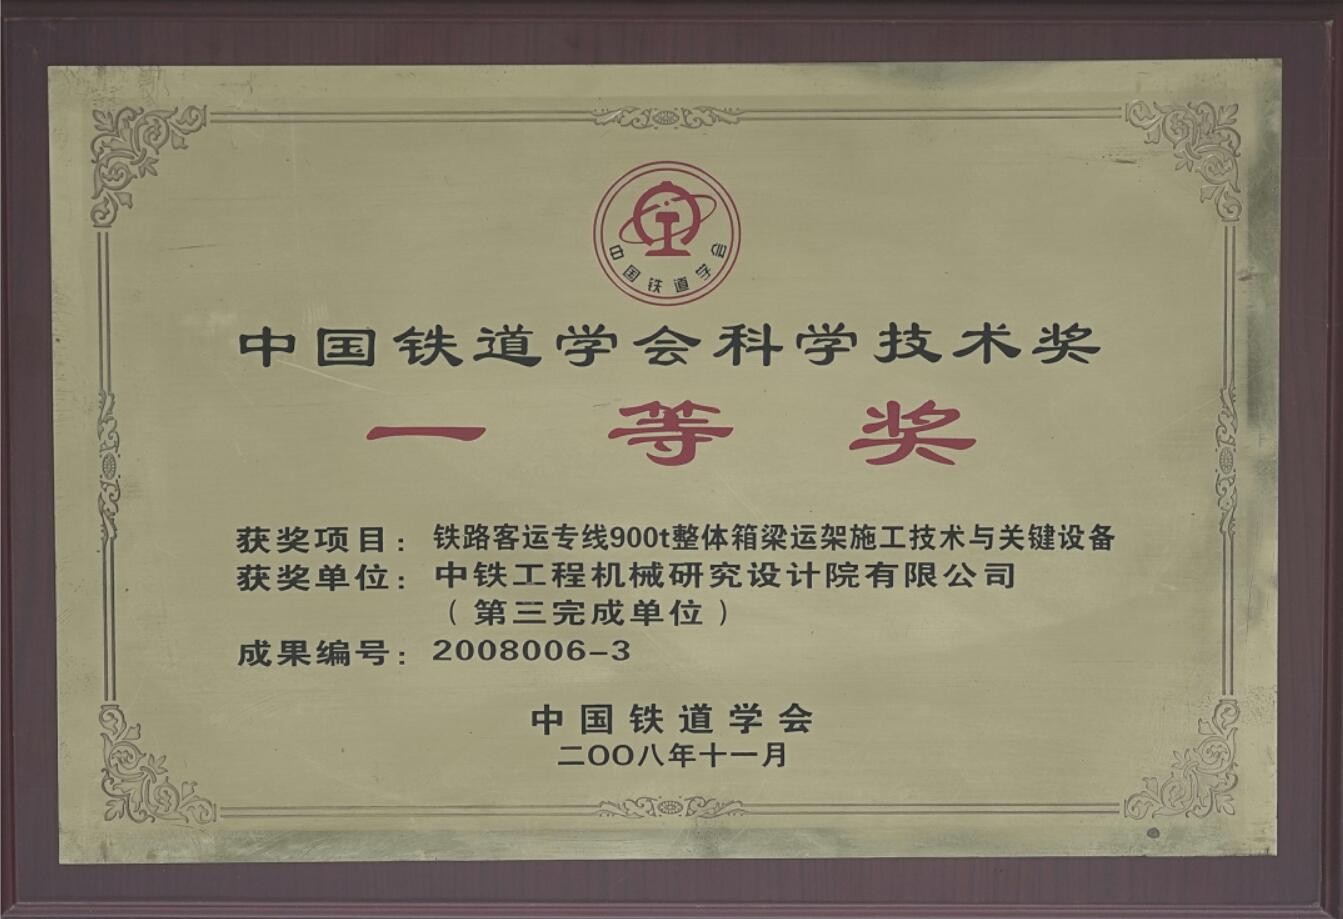 中国铁道学会
中国铁道学会科学技术奖
一等奖
获奖项目：铁路客运专线900t整体箱梁运架施工技术与关键设备
获奖单位：中铁工程机械研究设计院有限公司
（第三完成单位）
成果编号：2008006-3
中国铁道学会
二〇〇八年十一月